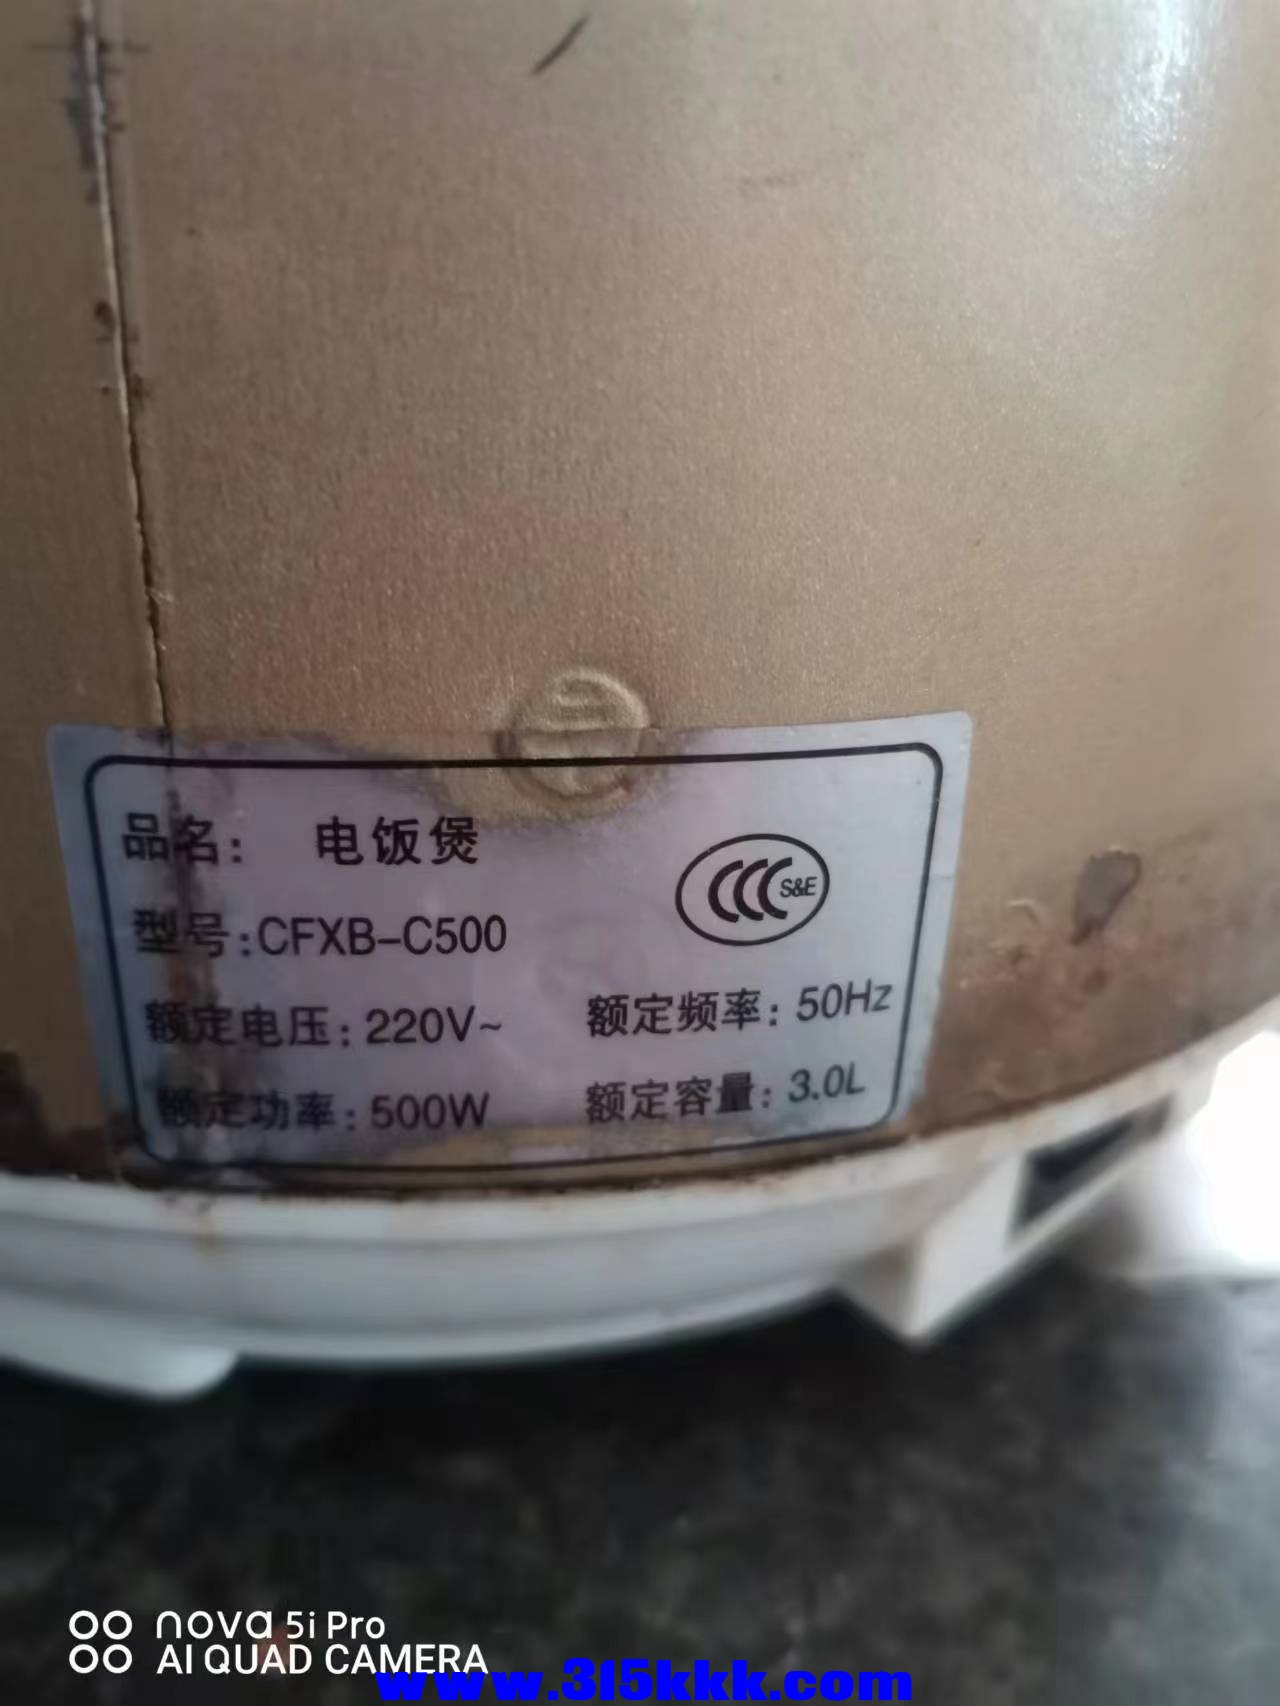 品名： 电饭煲
CCC S&E
型号:CFXB-C500
额定电压: 220V~ 额定频率: 50Hz
额定功率: 500W 额定容量: 3.0L
nova 5i Pro
AI QUAD CAMERA
www.315kkk.com